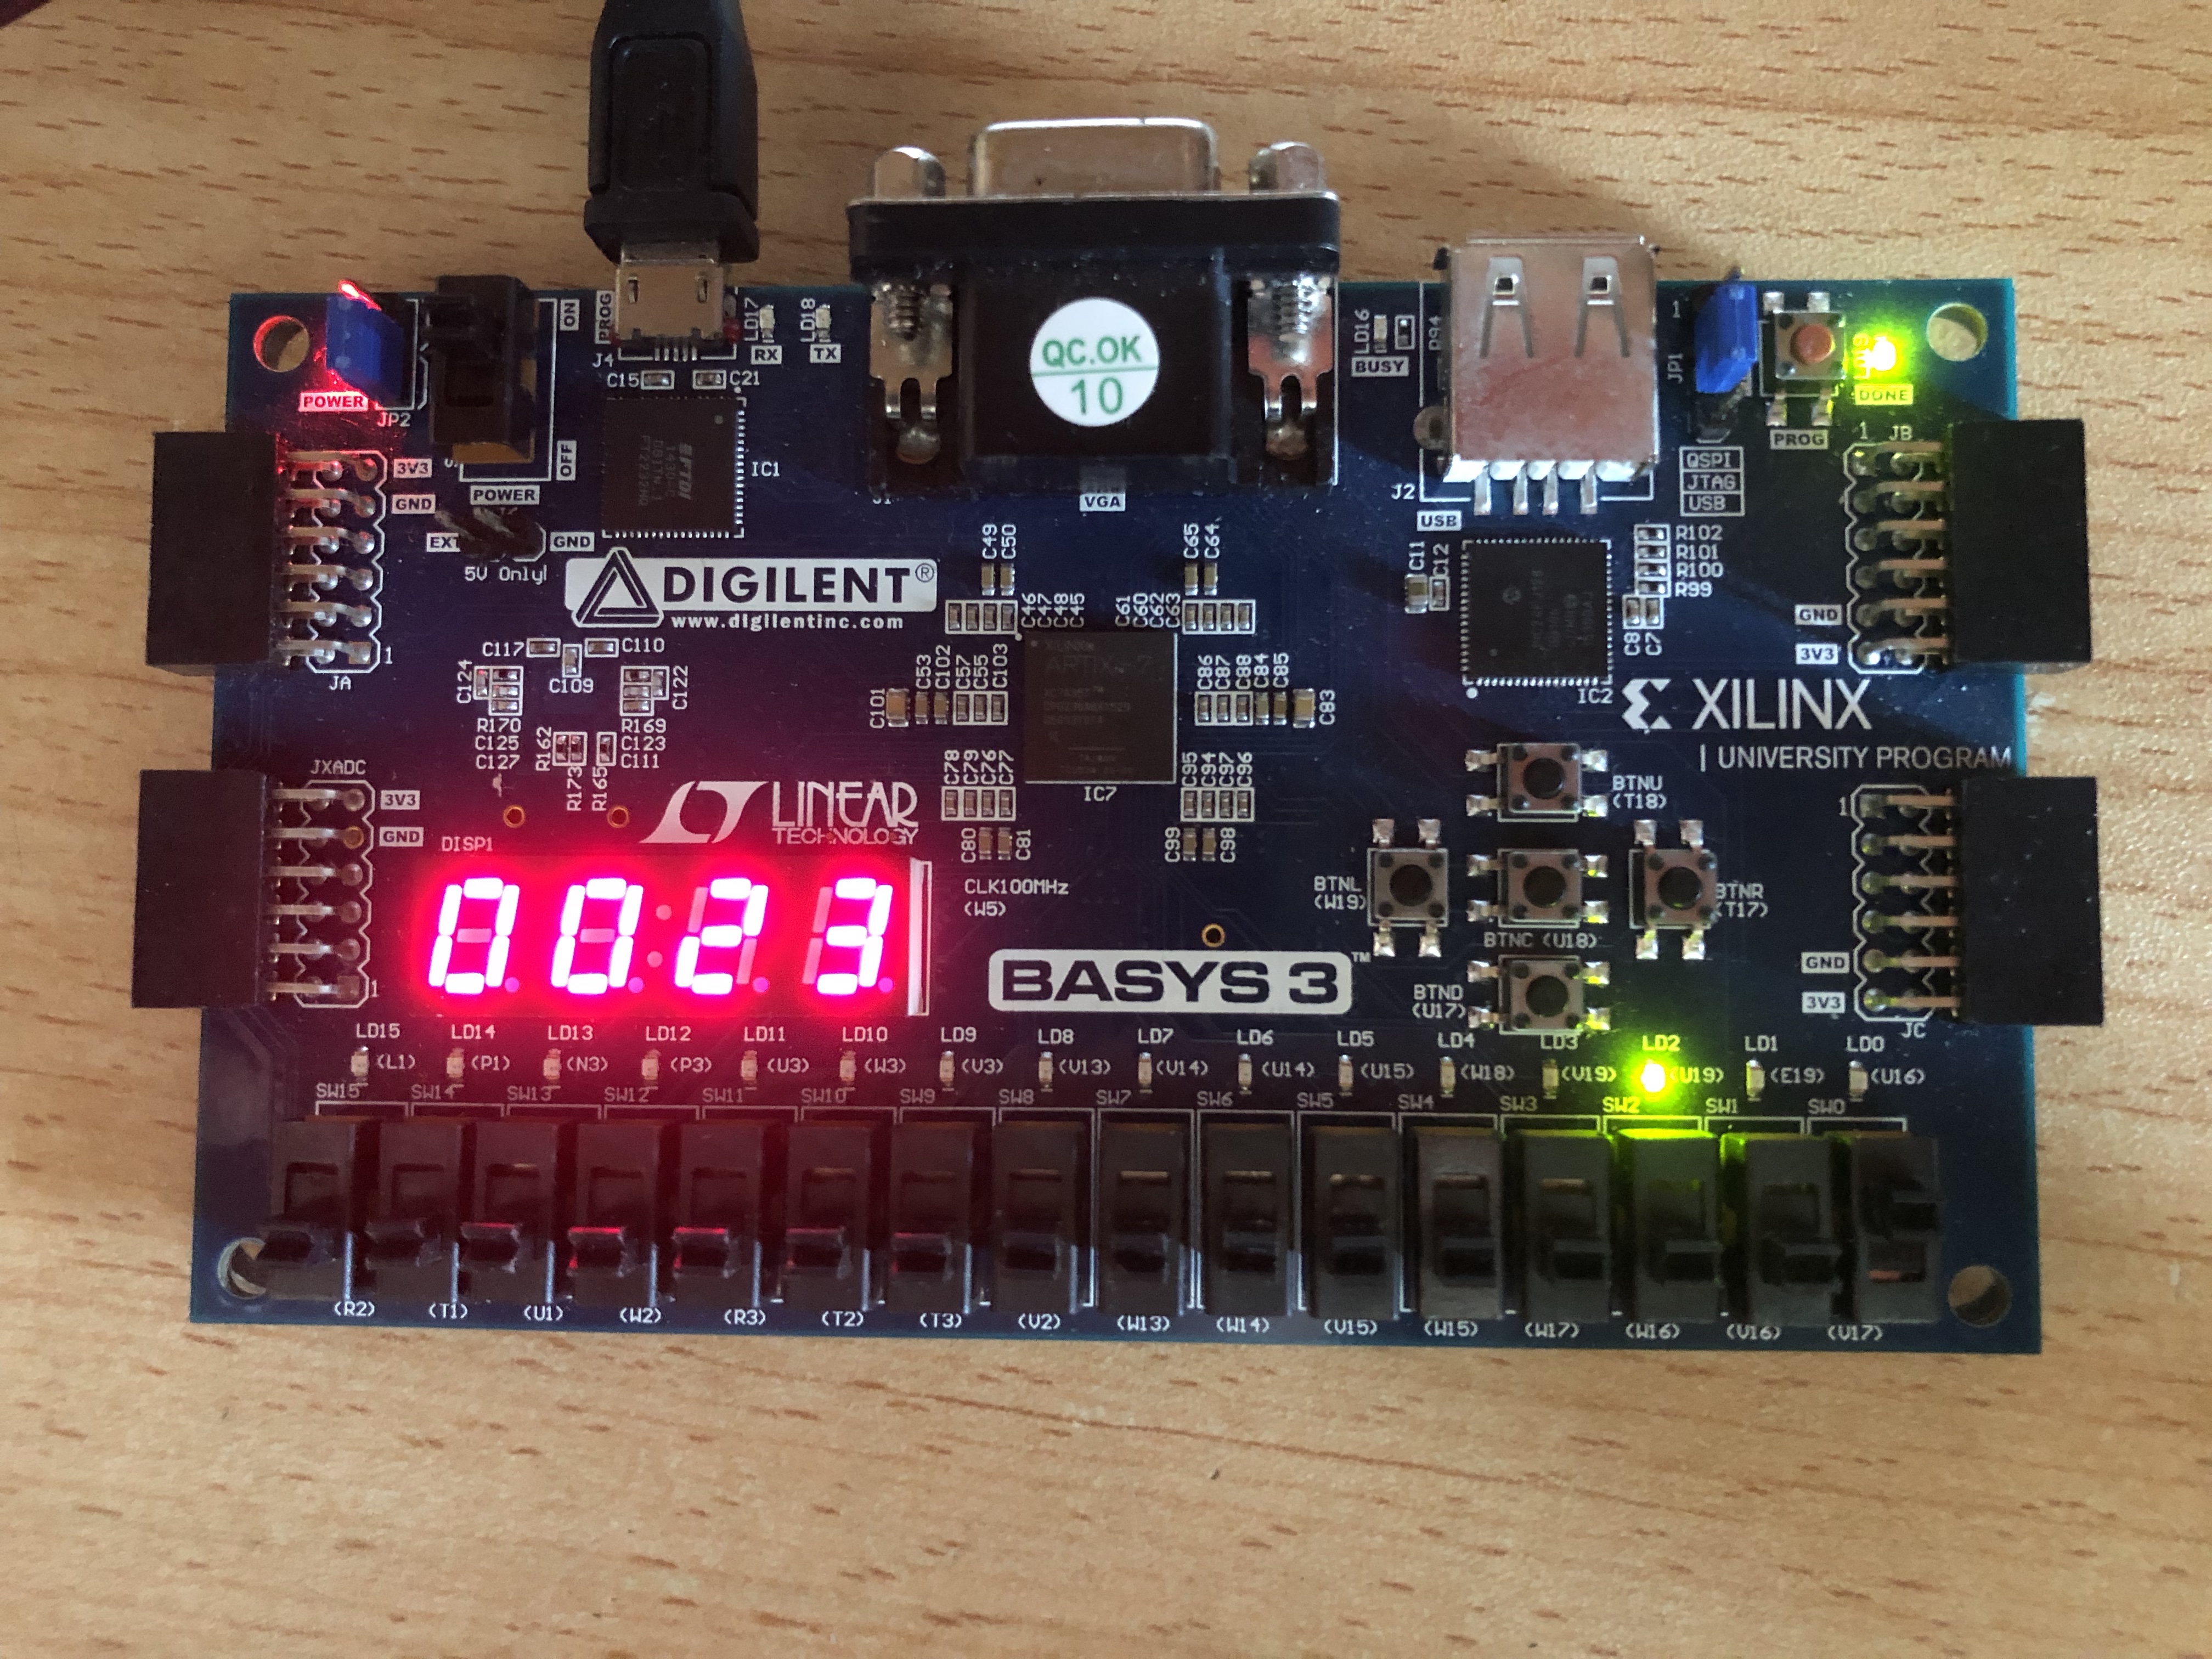 ON
PROG
LD17
RX
LD18
TX
QC.OK
10
LD16
BUSY
R94
1
JP1
PROG
DONE
POWER
JP2
J4
C15
C21
OFF
IC1
3V3
GND
POWER
EXT
GND
5V Only!
FTDI
VGA
J2
USB
QSPI
JTAG
USB
1 JB
GND
3V3
DIGILENT®
www.digilentinc.com
C49
C50
C65
C64
C46
C47
C48
C45
C61
C60
C62
C63
C11
C12
R102
R101
R100
R99
C8
C7
IC2
1
JA
C117
C110
C109
C124
C122
R170
C125
C127
R162
R173
R165
R169
C123
C111
C101
C53
C102
C57
C55
C103
XILINX
ARTIX-7
C86
C87
C88
C84
C85
C83
C78
C79
C76
C77
C95
C94
C97
C96
IC7
C80
C81
C99
C98
XILINX
| UNIVERSITY PROGRAM
JXADC
3V3
GND
1
LINEAR
TECHNOLOGY
DISP1
0023
CLK100MHz
(W5)
BASYS 3™
BTNU
(T18)
BTNL
(W19)
BTNR
(T17)
BTNC (U18)
BTND
(U17)
1
GND
3V3
JC
LD15 LD14 LD13 LD12 LD11 LD10 LD9 LD8 LD7 LD6 LD5 LD4 LD3 LD2 LD1 LD0
(L1) (P1) (N3) (P3) (U3) (W3) (V3) (V13) (V14) (U14) (U15) (W18) (V19) (U19) (E19) (U16)
SW15 SW14 SW13 SW12 SW11 SW10 SW9 SW8 SW7 SW6 SW5 SW4 SW3 SW2 SW1 SW0
(R2) (T1) (U1) (W2) (R3) (T2) (T3) (V2) (W13) (W14) (V15) (W15) (W17) (W16) (V16) (V17)